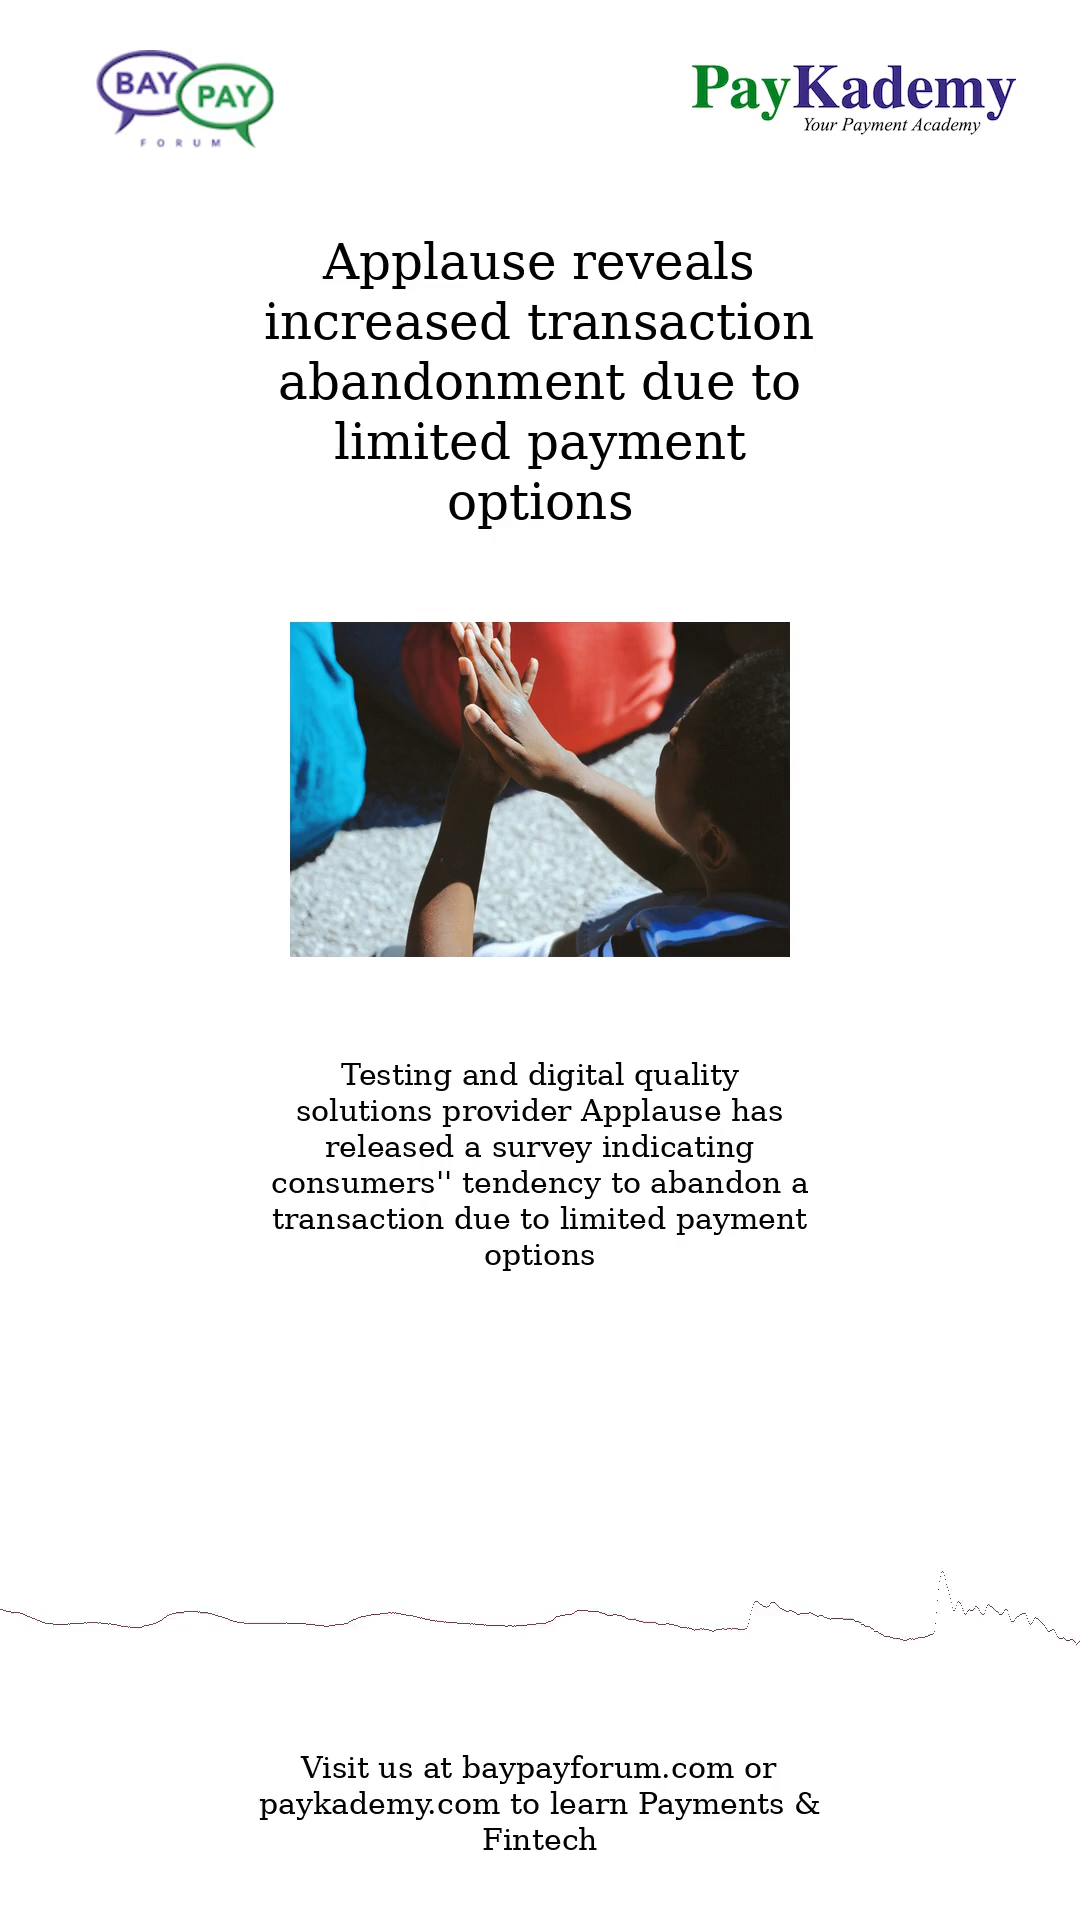 BAY
PAY
FORUM
PayKademy
Your Payment Academy
Applause reveals
increased transaction
abandonment due to
limited payment
options
Testing and digital quality
solutions provider Applause has
released a survey indicating
consumers'' tendency to abandon a
transaction due to limited payment
options
Visit us at baypayforum.com or
paykademy.com to learn Payments &
Fintech